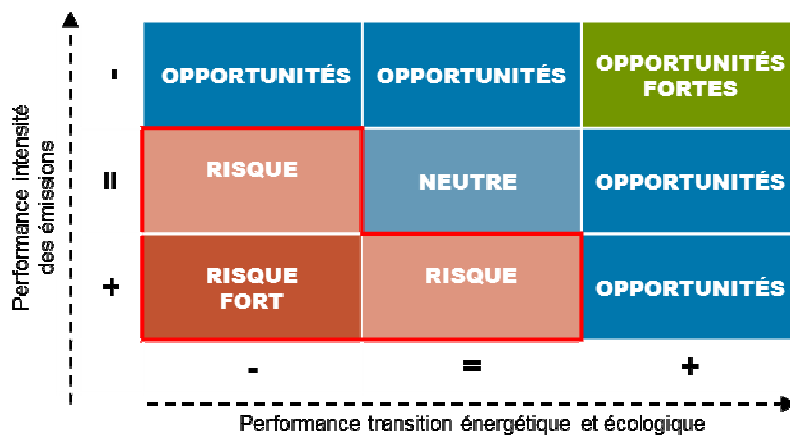 Performance intensité
des émissions
-
OPPORTUNITÉS
OPPORTUNITÉS
OPPORTUNITÉS
FORTES
=
RISQUE
NEUTRE
OPPORTUNITÉS
+
RISQUE
FORT
RISQUE
OPPORTUNITÉS
- = +
Performance transition énergétique et écologique